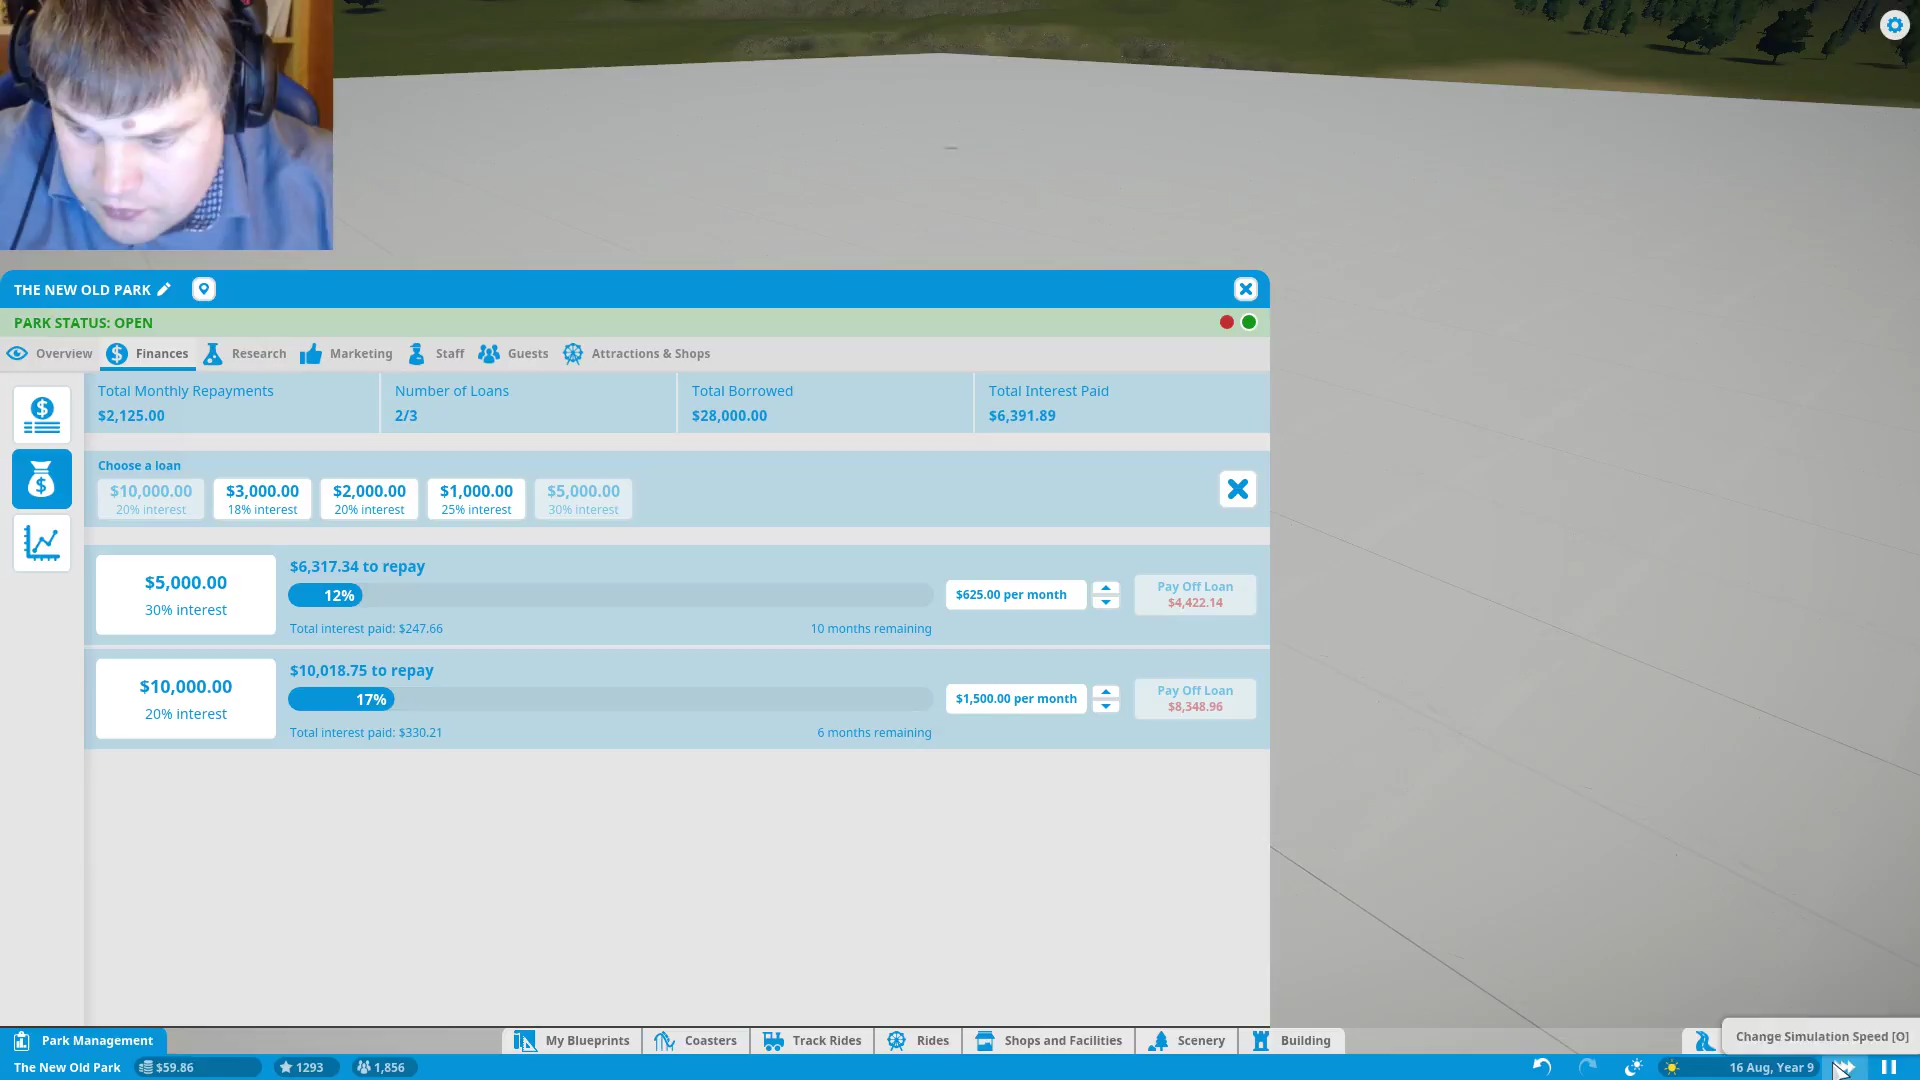 THE NEW OLD PARK
PARK STATUS: OPEN
Overview Finances Research Marketing Staff Guests Attractions & Shops
Total Monthly Repayments Number of Loans Total Borrowed Total Interest Paid
$2,125.00 2/3 $28,000.00 $6,391.89
Choose a loan
$10,000.00 $3,000.00 $2,000.00 $1,000.00 $5,000.00
20% interest 18% interest 20% interest 25% interest 30% interest
$5,000.00
30% interest
$6,317.34 to repay
12%
Total interest paid: $247.66 10 months remaining
$625.00 per month
Pay Off Loan
$4,422.14
$10,000.00
20% interest
$10,018.75 to repay
17%
Total interest paid: $330.21 6 months remaining
$1,500.00 per month
Pay Off Loan
$8,348.96
Change Simulation Speed [O]
Park Management My Blueprints Coasters Track Rides Rides Shops and Facilities Scenery Building
The New Old Park $59.86 1293 1,856 16 Aug, Year 9